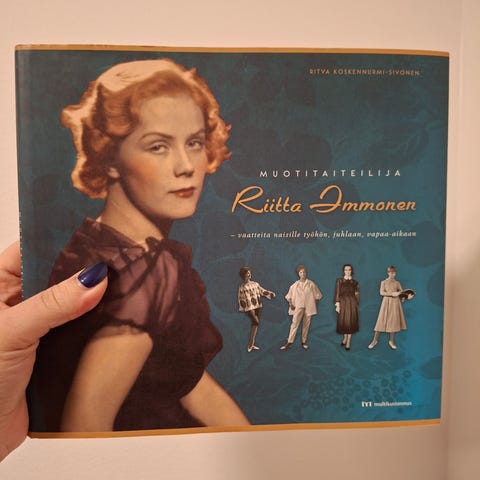 RITVA KOSKENNURMI-SIVONEN
MUOTITAITEILIJA
Riitta Immonen
– vaatteita naisille työhön, juhlaan, vapaa-aikaan
multikustannus